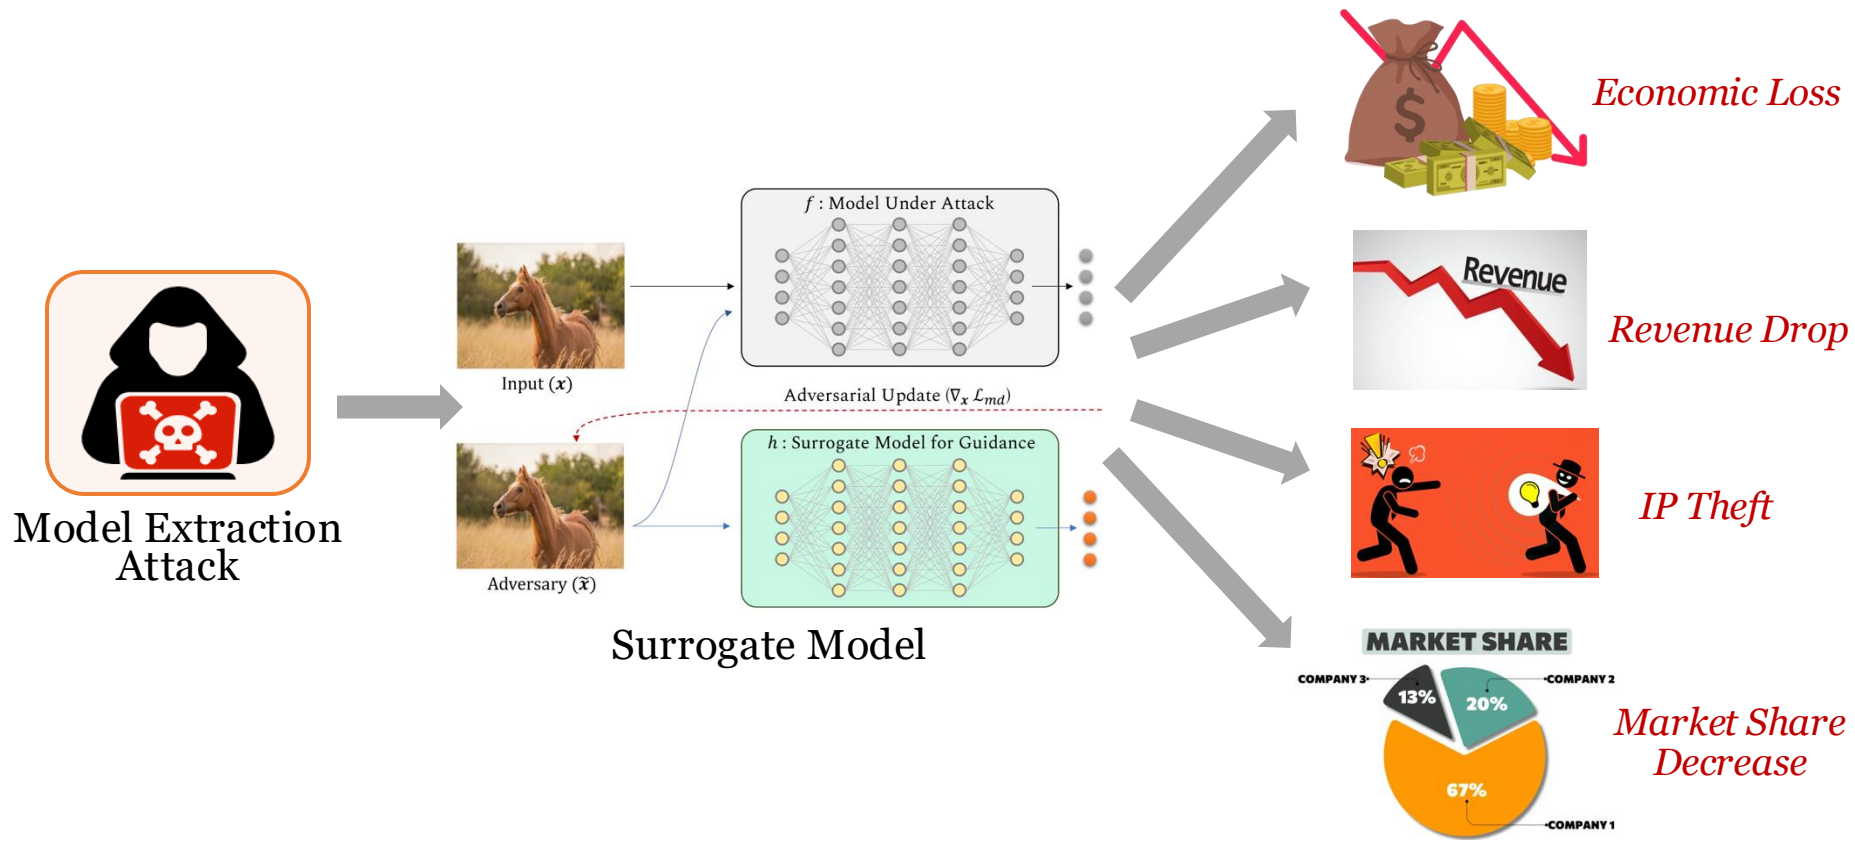 Model Extraction
Attack
Input (x)
Adversary (x̃)
f : Model Under Attack
Adversarial Update (∇ₓ ℒ_md)
h : Surrogate Model for Guidance
Surrogate Model
$
Economic Loss
Revenue
Revenue Drop
IP Theft
MARKET SHARE
COMPANY 3
COMPANY 2
13%
20%
67%
COMPANY 1
Market Share
Decrease